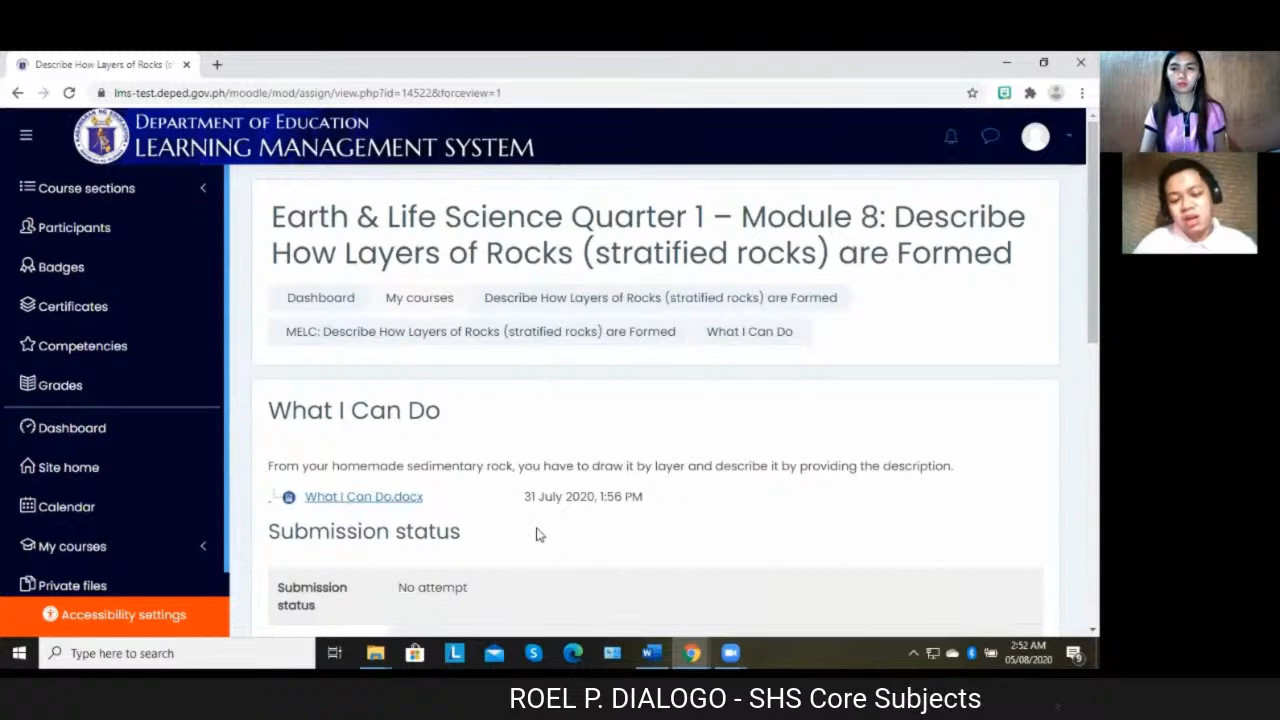 Describe How Layers of Rocks (s
lms-test.deped.gov.ph/moodle/mod/assign/view.php?id=14522&forceview=1
DEPARTMENT OF EDUCATION
LEARNING MANAGEMENT SYSTEM
Course sections
Participants
Badges
Certificates
Competencies
Grades
Dashboard
Site home
Calendar
My courses
Private files
Accessibility settings
Earth & Life Science Quarter 1 – Module 8: Describe
How Layers of Rocks (stratified rocks) are Formed
Dashboard My courses Describe How Layers of Rocks (stratified rocks) are Formed
MELC: Describe How Layers of Rocks (stratified rocks) are Formed What I Can Do
What I Can Do
From your homemade sedimentary rock, you have to draw it by layer and describe it by providing the description.
What I Can Do.docx 31 July 2020, 1:56 PM
Submission status
Submission No attempt
status
Type here to search
2:52 AM
05/08/2020
9
ROEL P. DIALOGO - SHS Core Subjects